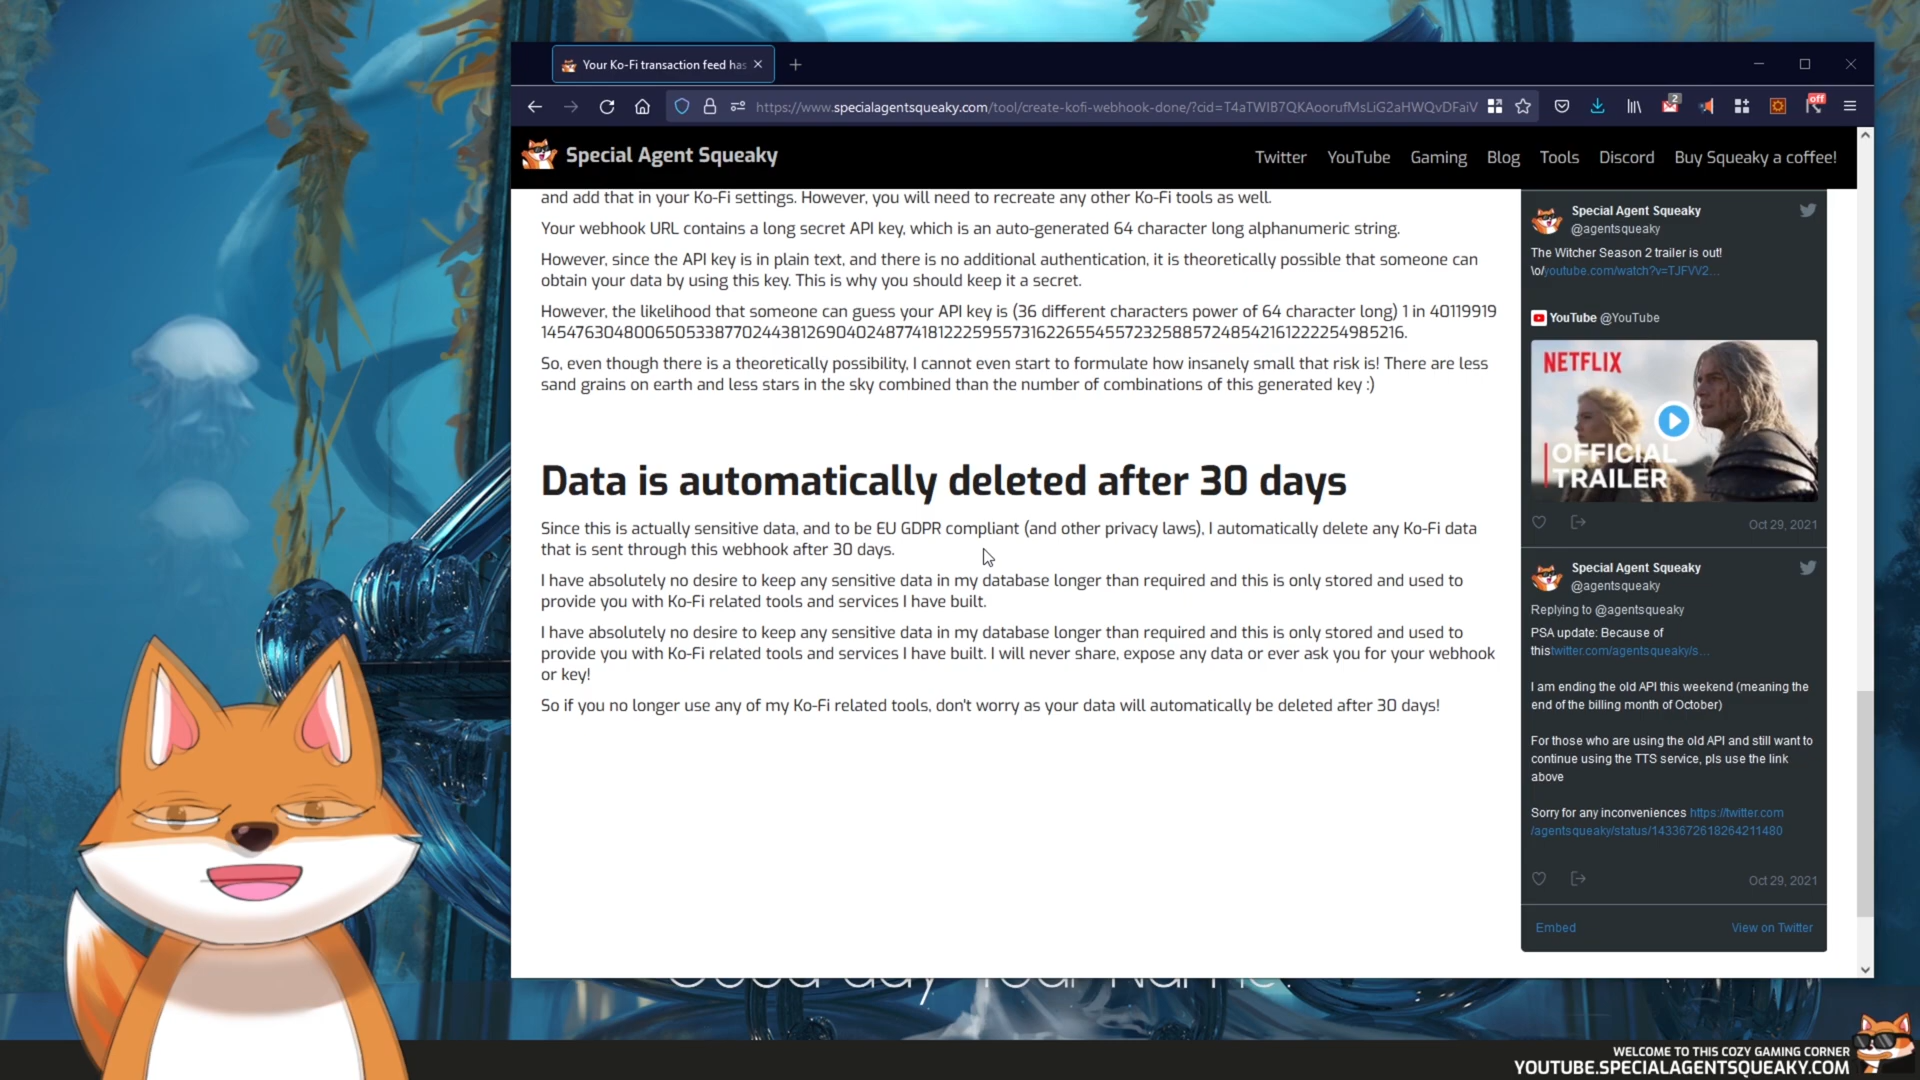 Your Ko-Fi transaction feed has
https://www.specialagentsqueaky.com/tool/create-kofi-webhook-done/?cid=T4aTWIB7QKAoorufMsLiG2aHWQvDFaiV
2
off
Special Agent Squeaky
Twitter YouTube Gaming Blog Tools Discord Buy Squeaky a coffee!
and add that in your Ko-Fi settings. However, you will need to recreate any other Ko-Fi tools as well.
Your webhook URL contains a long secret API key, which is an auto-generated 64 character long alphanumeric string.
However, since the API key is in plain text, and there is no additional authentication, it is theoretically possible that someone can
obtain your data by using this key. This is why you should keep it a secret.
However, the likelihood that someone can guess your API key is (36 different characters power of 64 character long) 1 in 40119919
145476304800650533877024438126904024877418122259557316226554557232588572485421612222549852​16.
So, even though there is a theoretically possibility, I cannot even start to formulate how insanely small that risk is! There are less
sand grains on earth and less stars in the sky combined than the number of combinations of this generated key :)
Data is automatically deleted after 30 days
Since this is actually sensitive data, and to be EU GDPR compliant (and other privacy laws), I automatically delete any Ko-Fi data
that is sent through this webhook after 30 days.
I have absolutely no desire to keep any sensitive data in my database longer than required and this is only stored and used to
provide you with Ko-Fi related tools and services I have built.
I have absolutely no desire to keep any sensitive data in my database longer than required and this is only stored and used to
provide you with Ko-Fi related tools and services I have built. I will never share, expose any data or ever ask you for your webhook
or key!
So if you no longer use any of my Ko-Fi related tools, don't worry as your data will automatically be deleted after 30 days!
Special Agent Squeaky
@agentsqueaky
The Witcher Season 2 trailer is out!
\o/youtube.com/watch?v=TJFVV2...
YouTube @YouTube
NETFLIX
OFFICIAL
TRAILER
Oct 29, 2021
Special Agent Squeaky
@agentsqueaky
Replying to @agentsqueaky
PSA update: Because of
thistwitter.com/agentsqueaky/s...
I am ending the old API this weekend (meaning the
end of the billing month of October)
For those who are using the old API and still want to
continue using the TTS service, pls use the link
above
Sorry for any inconveniences https://twitter.com
/agentsqueaky/status/1433672618264211480
Oct 29, 2021
Embed View on Twitter
WELCOME TO THIS COZY GAMING CORNER
YOUTUBE.SPECIALAGENTSQUEAKY.COM